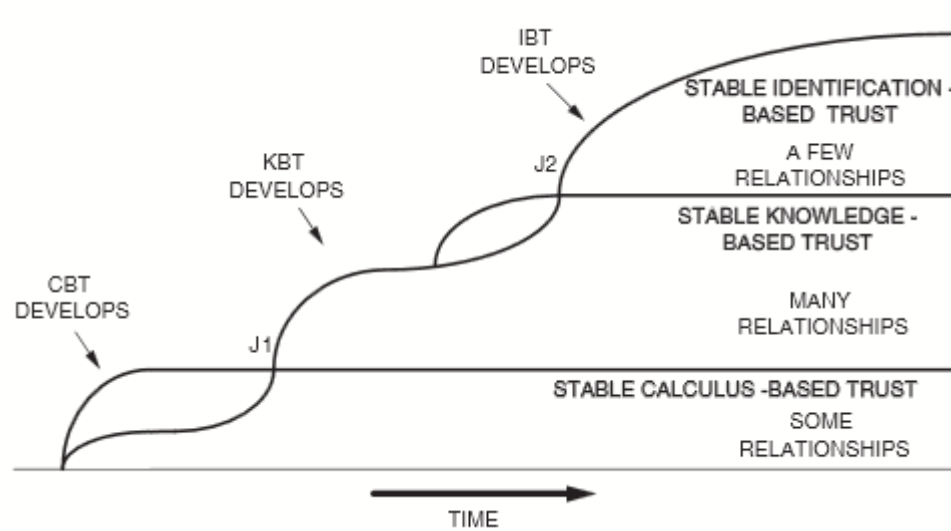 IBT
DEVELOPS
STABLE IDENTIFICATION -
BASED TRUST
A FEW
RELATIONSHIPS
J2
KBT
DEVELOPS
STABLE KNOWLEDGE -
BASED TRUST
MANY
RELATIONSHIPS
CBT
DEVELOPS
J1
STABLE CALCULUS -BASED TRUST
SOME
RELATIONSHIPS
TIME